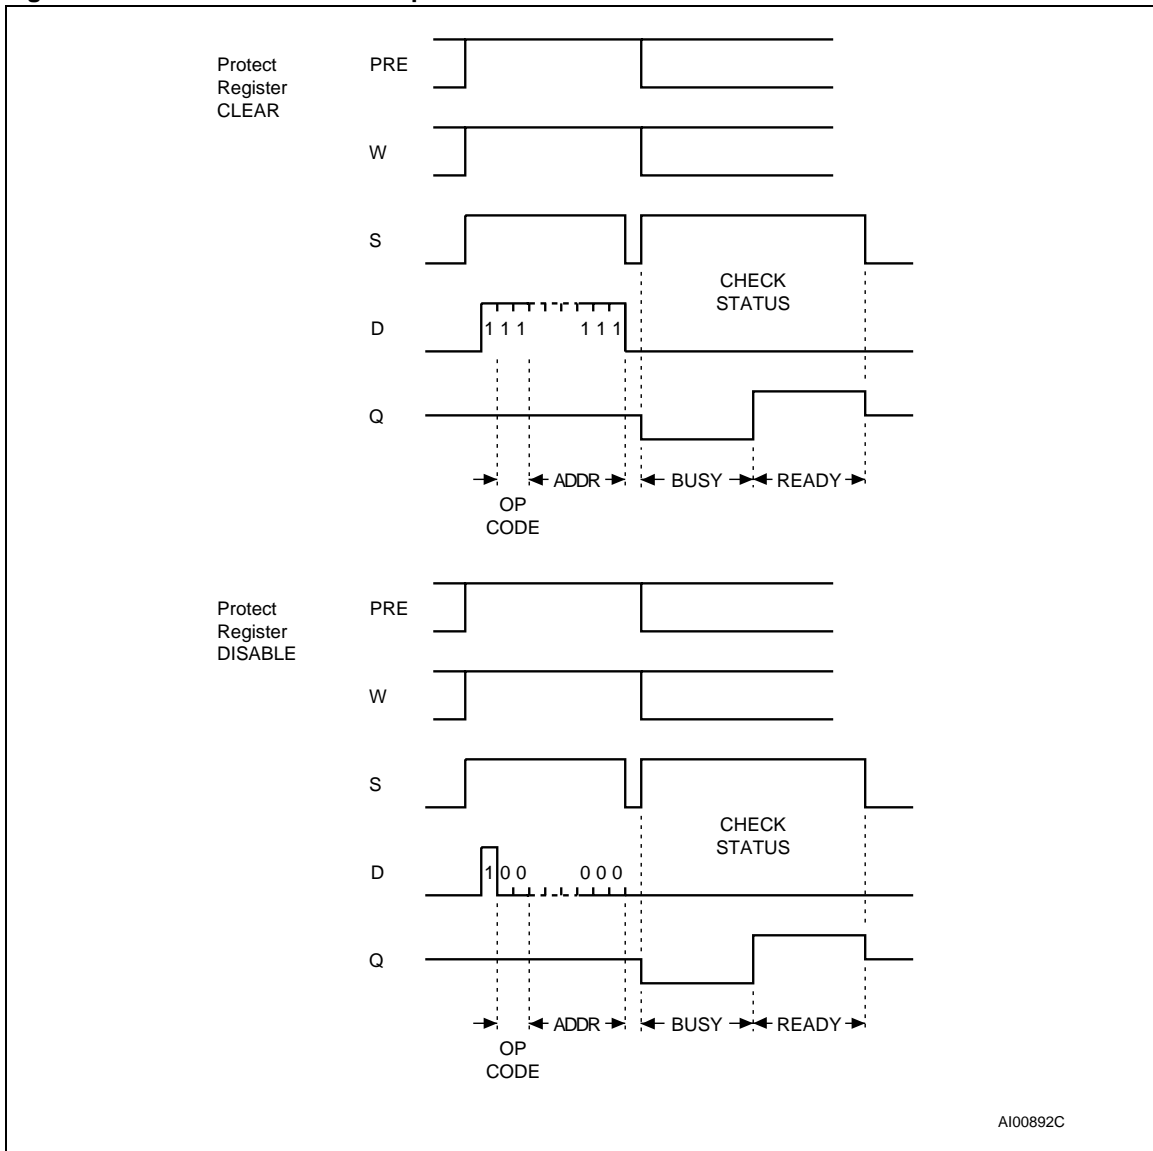 Protect
Register
CLEAR
PRE
W
S
CHECK
STATUS
D
1 1 1 1 1 1
Q
ADDR BUSY READY
OP
CODE
Protect
Register
DISABLE
PRE
W
S
CHECK
STATUS
D
1 0 0 0 0 0
Q
ADDR BUSY READY
OP
CODE
AI00892C